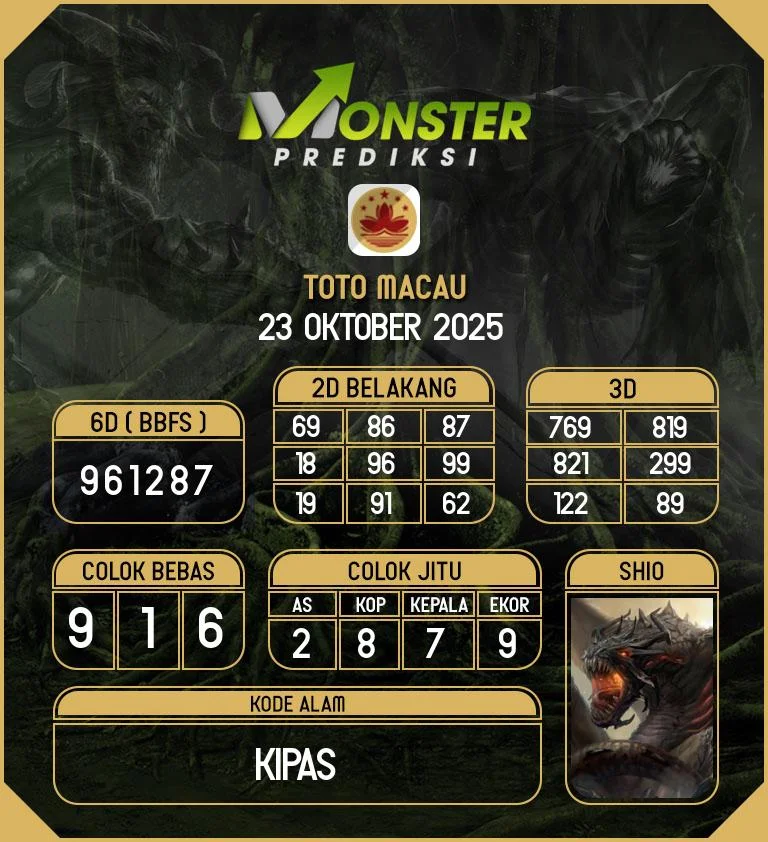 MONSTER
PREDIKSI
TOTO MACAU
23 OKTOBER 2025
6D ( BBFS )
961287
2D BELAKANG
69 86 87
18 96 99
19 91 62
3D
769 819
821 299
122 89
COLOK BEBAS
9 1 6
COLOK JITU
AS KOP KEPALA EKOR
2 8 7 9
SHIO
KODE ALAM
KIPAS